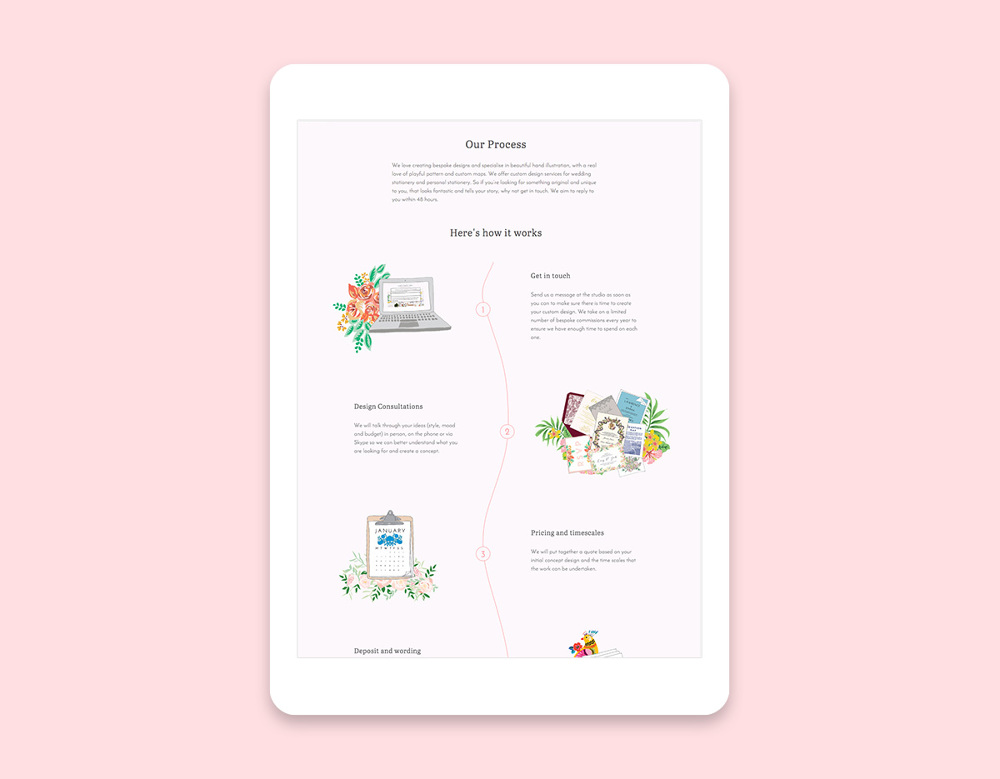 Our Process
We love creating bespoke designs and specialise in beautiful hand illustration, with a real
love of playful pattern and custom maps. We offer custom design services for wedding
stationery and personal stationery. So if you're looking for something original and unique
to you, that looks fantastic and tells your story, why not get in touch. We aim to reply to
you within 48 hours.
Here's how it works
Get in touch
1
Send us a message at the studio as soon as
you can to make sure there is time to create
your custom design. We take on a limited
number of bespoke commissions every year to
ensure we have enough time to spend on each
one.
Design Consultations
We will talk through your ideas (style, mood
and budget) in person, on the phone or via
Skype so we can better understand what you
are looking for and create a concept.
2
JANUARY
M T W T F S S
3
Pricing and timescales
We will put together a quote based on your
initial concept design and the time scales that
the work can be undertaken.
Deposit and wording